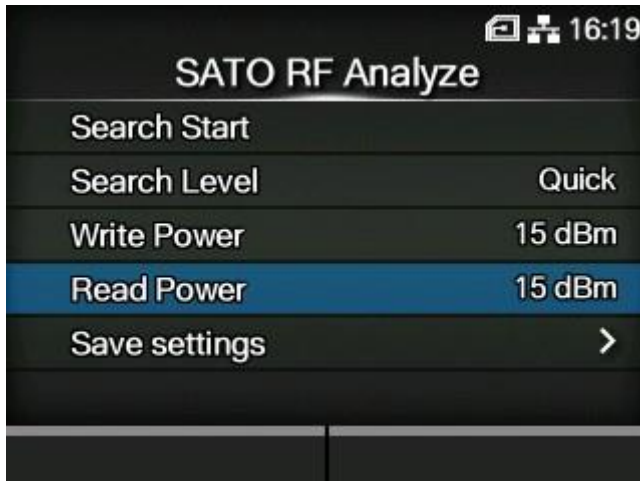 16:19
SATO RF Analyze
Search Start
Search Level Quick
Write Power 15 dBm
Read Power 15 dBm
Save settings >